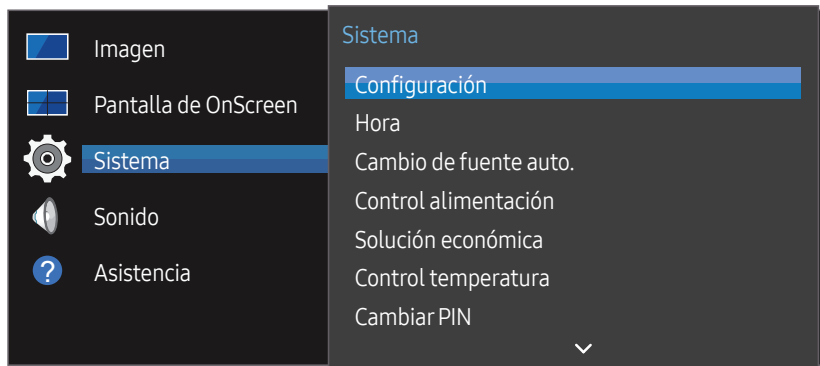 Imagen
Pantalla de OnScreen
Sistema
Sonido
?
Asistencia
Sistema
Configuración
Hora
Cambio de fuente auto.
Control alimentación
Solución económica
Control temperatura
Cambiar PIN